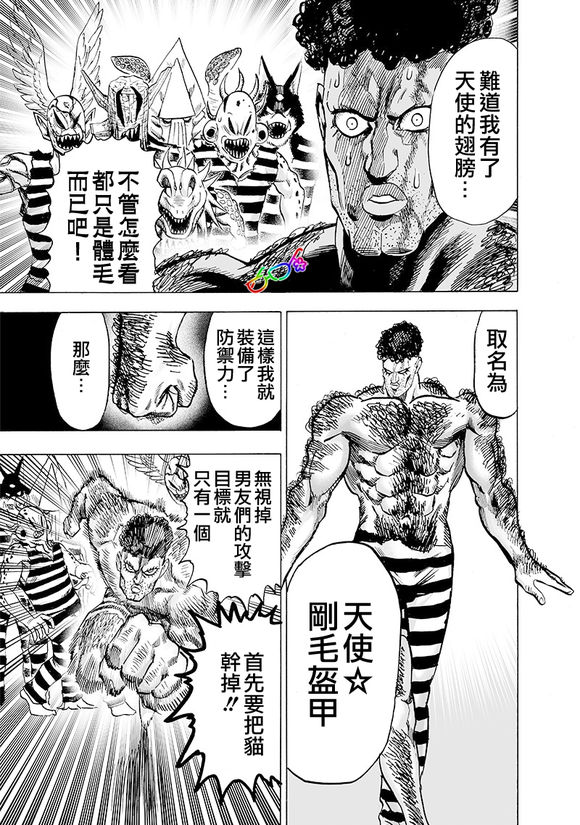 難道我有了
天使的翅膀…
不管怎麼看
都只是體毛
而已吧！
取名為
天使☆
剛毛盔甲
這樣我就
裝備了
防禦力…
那麼…
無視掉
男友們的攻擊
目標就
只有一個
首先要把貓
幹掉!!